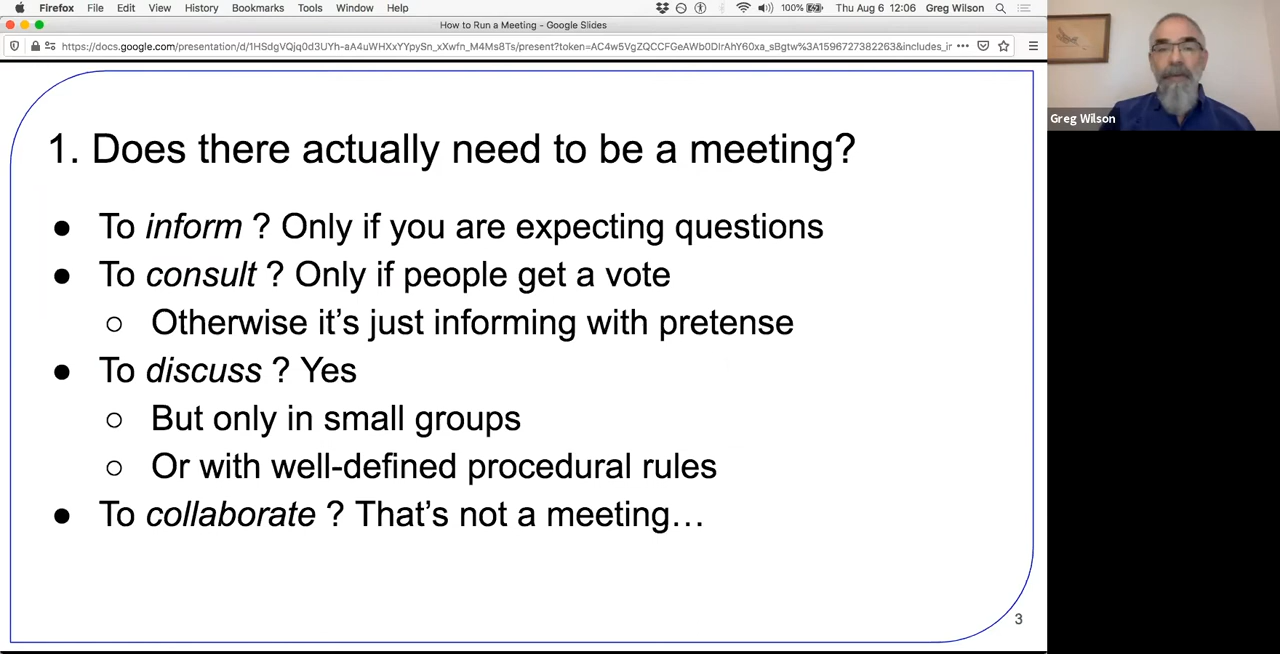 Firefox File Edit View History Bookmarks Tools Window Help 100% Thu Aug 6 12:06 Greg Wilson
How to Run a Meeting - Google Slides
https://docs.google.com/presentation/d/1HSdgVQjq0d3UYh-aA4uWHXxYYpySn_xXwfn_M4Ms8Ts/present?token=AC4w5VgZQCCFGeAWb0DIrAhY60xa_sBgtw%3A1596727382263&includes_ir
Greg Wilson
1. Does there actually need to be a meeting?
● To inform ? Only if you are expecting questions
● To consult ? Only if people get a vote
○ Otherwise it’s just informing with pretense
● To discuss ? Yes
○ But only in small groups
○ Or with well-defined procedural rules
● To collaborate ? That’s not a meeting…
3